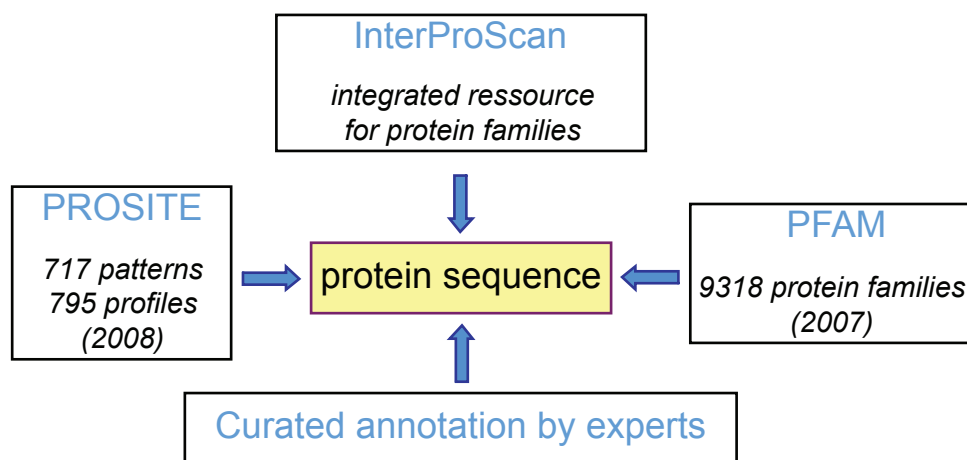 InterProScan
integrated ressource
for protein families
PROSITE
717 patterns
795 profiles
(2008)
protein sequence
PFAM
9318 protein families
(2007)
Curated annotation by experts